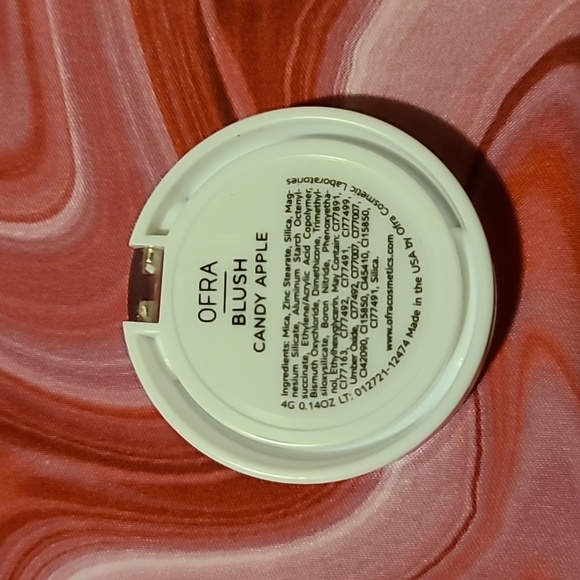 OFRA
BLUSH
CANDY APPLE
Ingredients: Mica, Zinc Stearate, Silica, Mag-
nesium Silicate, Aluminum Starch Octenyl-
succinate, Ethylene/Acrylic Acid Copolymer,
Bismuth Oxychloride, Dimethicone, Trimethyl-
siloxysilicate, Boron Nitride, Phenoxyetha-
nol, Ethylhexylglycerin, May Contain: CI77891,
CI77163, CI77492, CI77491, CI77499,
Umber Oxide, CI77492, CI77007, CI77007,
CI42090, CI15850, CI45410, CI15850,
CI77491, Silica.
www.ofracosmetics.com
4G 0.14OZ LT: 012721-12474 Made in the USA by Ofra Cosmetic Laboratories